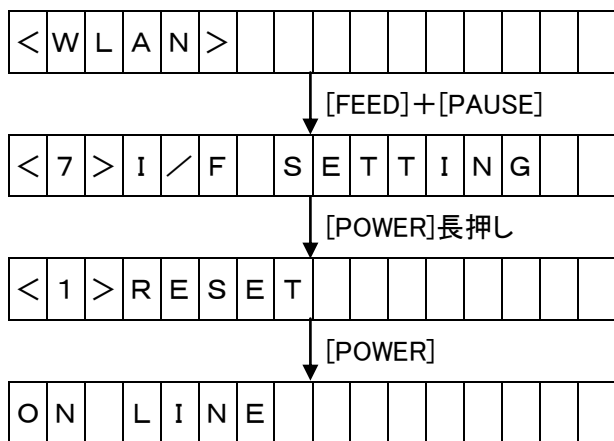 ＜WLAN＞
[FEED]＋[PAUSE]
＜7＞I／F SETTING
[POWER]長押し
＜1＞RESET
[POWER]
ON LINE